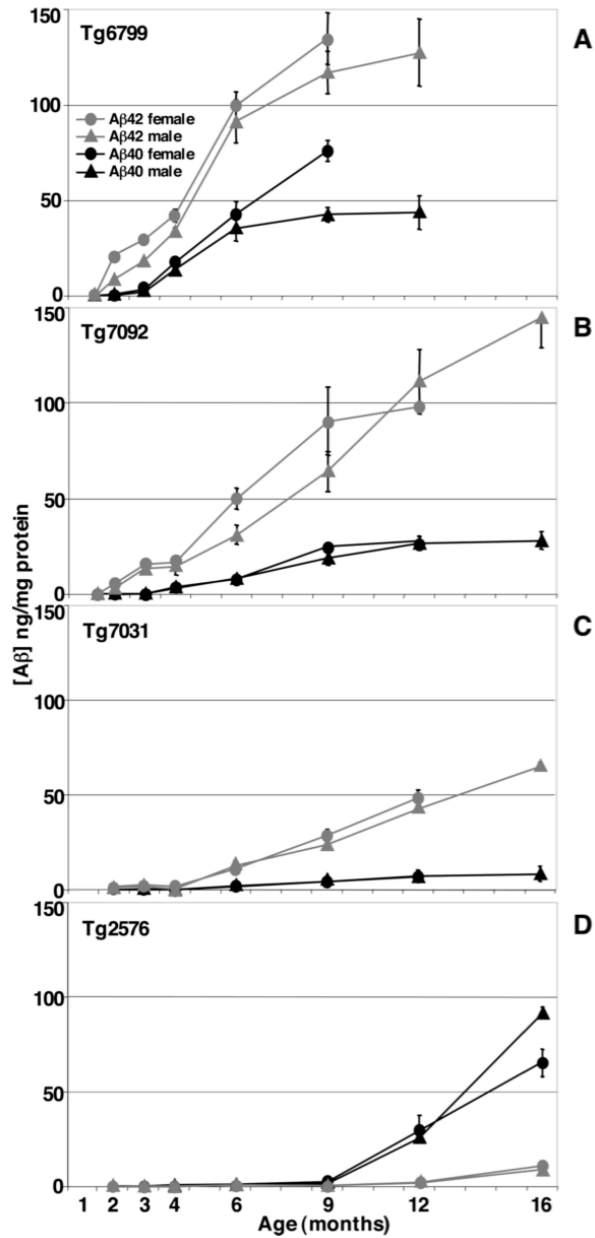 150
Tg6799
A
100
Aβ42 female
Aβ42 male
Aβ40 female
Aβ40 male
50
0
150
Tg7092
B
100
50
0
[Aβ] ng/mg protein
150
Tg7031
C
100
50
0
150
Tg2576
D
100
50
0
1 2 3 4 6 9 12 16
Age (months)